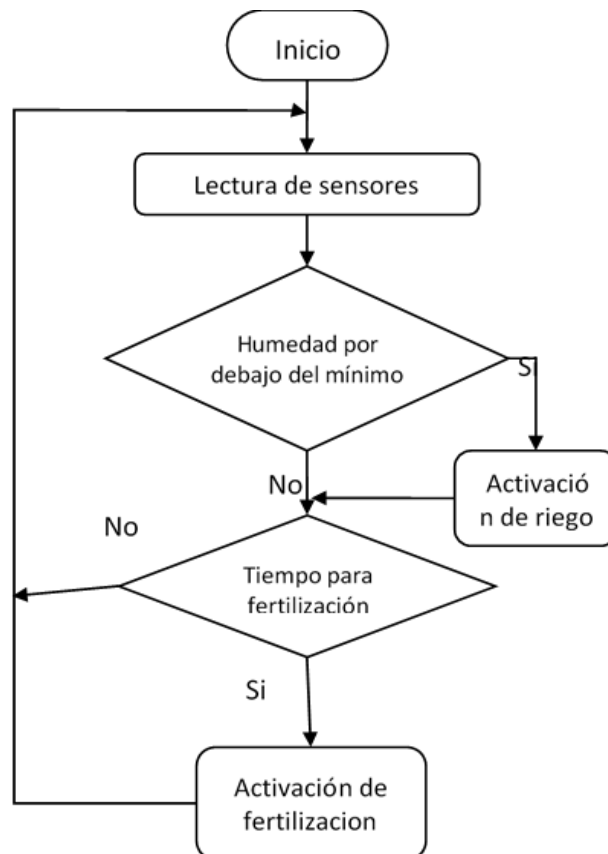 Inicio
Lectura de sensores
Humedad por
debajo del mínimo
Si
No
Activació
n de riego
No
Tiempo para
fertilización
Si
Activación de
fertilizacion